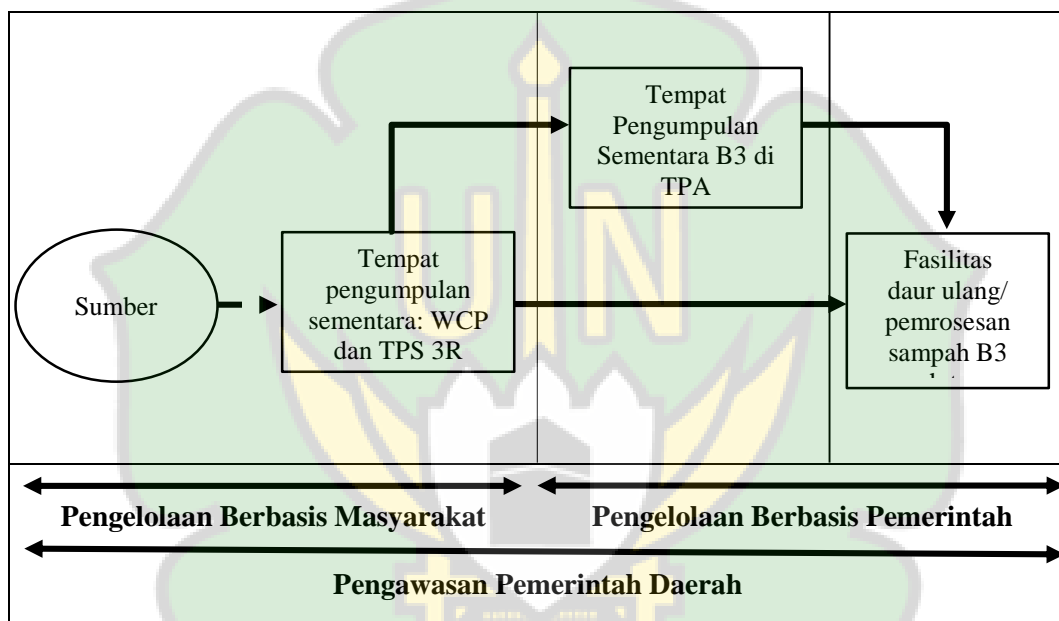 Tempat
Pengumpulan
Sementara B3 di
TPA
Sumber
Tempat
pengumpulan
sementara: WCP
dan TPS 3R
Fasilitas
daur ulang/
pemrosesan
sampah B3
Pengelolaan Berbasis Masyarakat
Pengelolaan Berbasis Pemerintah
Pengawasan Pemerintah Daerah
UIN